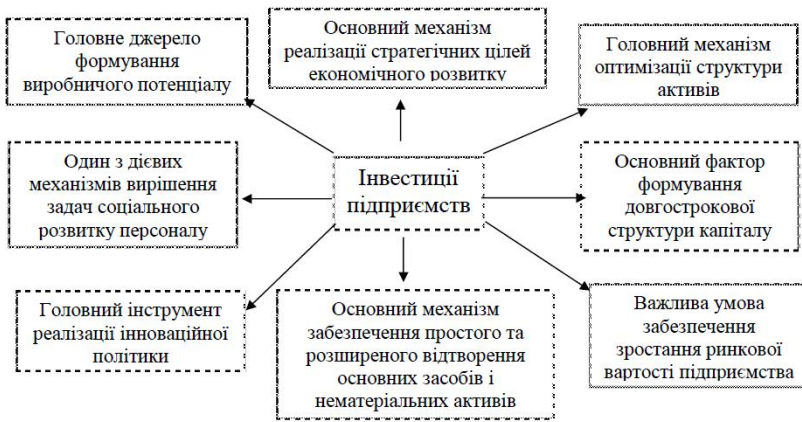 Головне джерело
формування
виробничого потенціалу
Основний механізм
реалізації стратегічних цілей
економічного розвитку
Головний механізм
оптимізації структури
активів
Один з дієвих
механізмів вирішення
задач соціального
розвитку персоналу
Інвестиції
підприємств
Основний фактор
формування
довгострокової
структури капіталу
Головний інструмент
реалізації інноваційної
політики
Основний механізм
забезпечення простого та
розширеного відтворення
основних засобів і
нематеріальних активів
Важлива умова
забезпечення
зростання ринкової
вартості підприємства